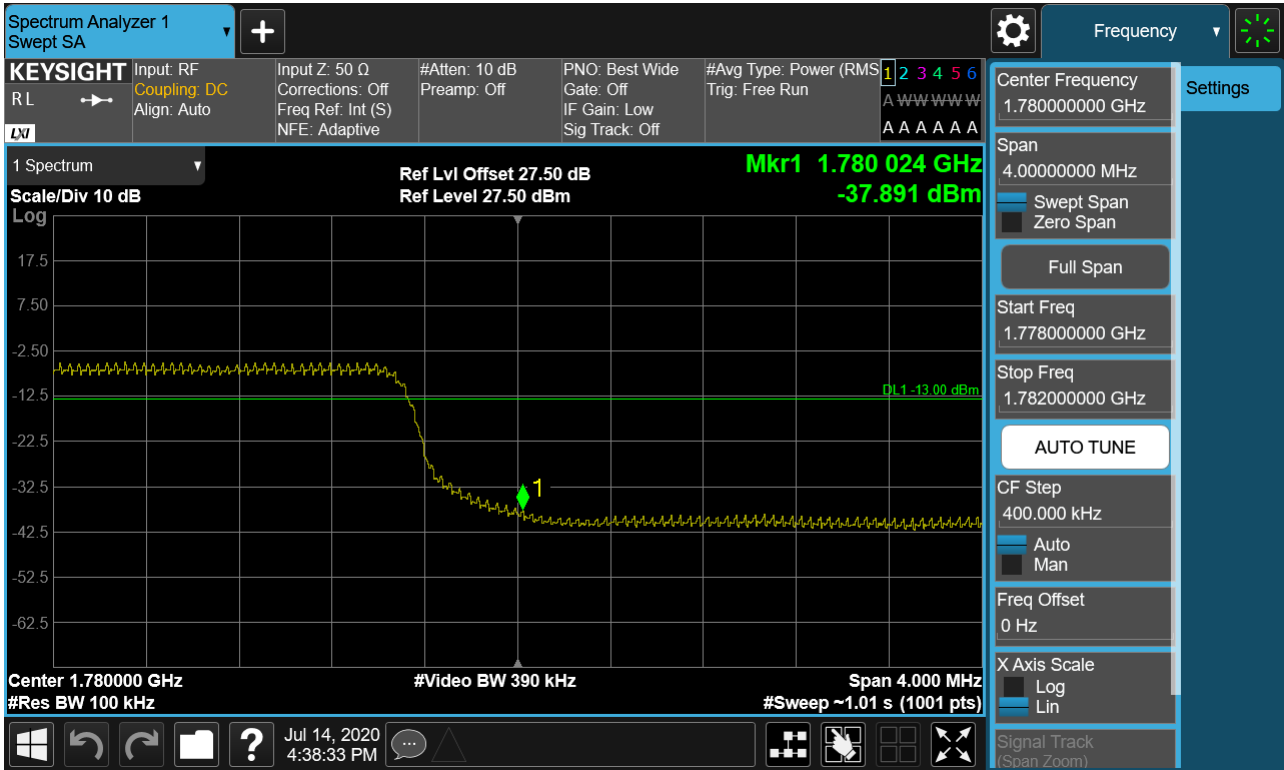 Spectrum Analyzer 1
Swept SA
Frequency
KEYSIGHT
R L
LXI
Input: RF
Coupling: DC
Align: Auto
Input Z: 50 Ω
Corrections: Off
Freq Ref: Int (S)
NFE: Adaptive
#Atten: 10 dB
Preamp: Off
PNO: Best Wide
Gate: Off
IF Gain: Low
Sig Track: Off
#Avg Type: Power (RMS
Trig: Free Run
1 2 3 4 5 6
A W W W W W
A A A A A A
1 Spectrum
Scale/Div 10 dB
Log
Ref Lvl Offset 27.50 dB
Ref Level 27.50 dBm
Mkr1 1.780 024 GHz
-37.891 dBm
17.5
7.50
-2.50
-12.5
-22.5
-32.5
-42.5
-52.5
-62.5
DL1 -13.00 dBm
1
Center 1.780000 GHz
#Res BW 100 kHz
#Video BW 390 kHz
Span 4.000 MHz
#Sweep ~1.01 s (1001 pts)
Center Frequency
1.780000000 GHz
Span
4.00000000 MHz
Swept Span
Zero Span
Full Span
Start Freq
1.778000000 GHz
Stop Freq
1.782000000 GHz
AUTO TUNE
CF Step
400.000 kHz
Auto
Man
Freq Offset
0 Hz
X Axis Scale
Log
Lin
Signal Track
(Span Zoom)
Settings
?
Jul 14, 2020
4:38:33 PM